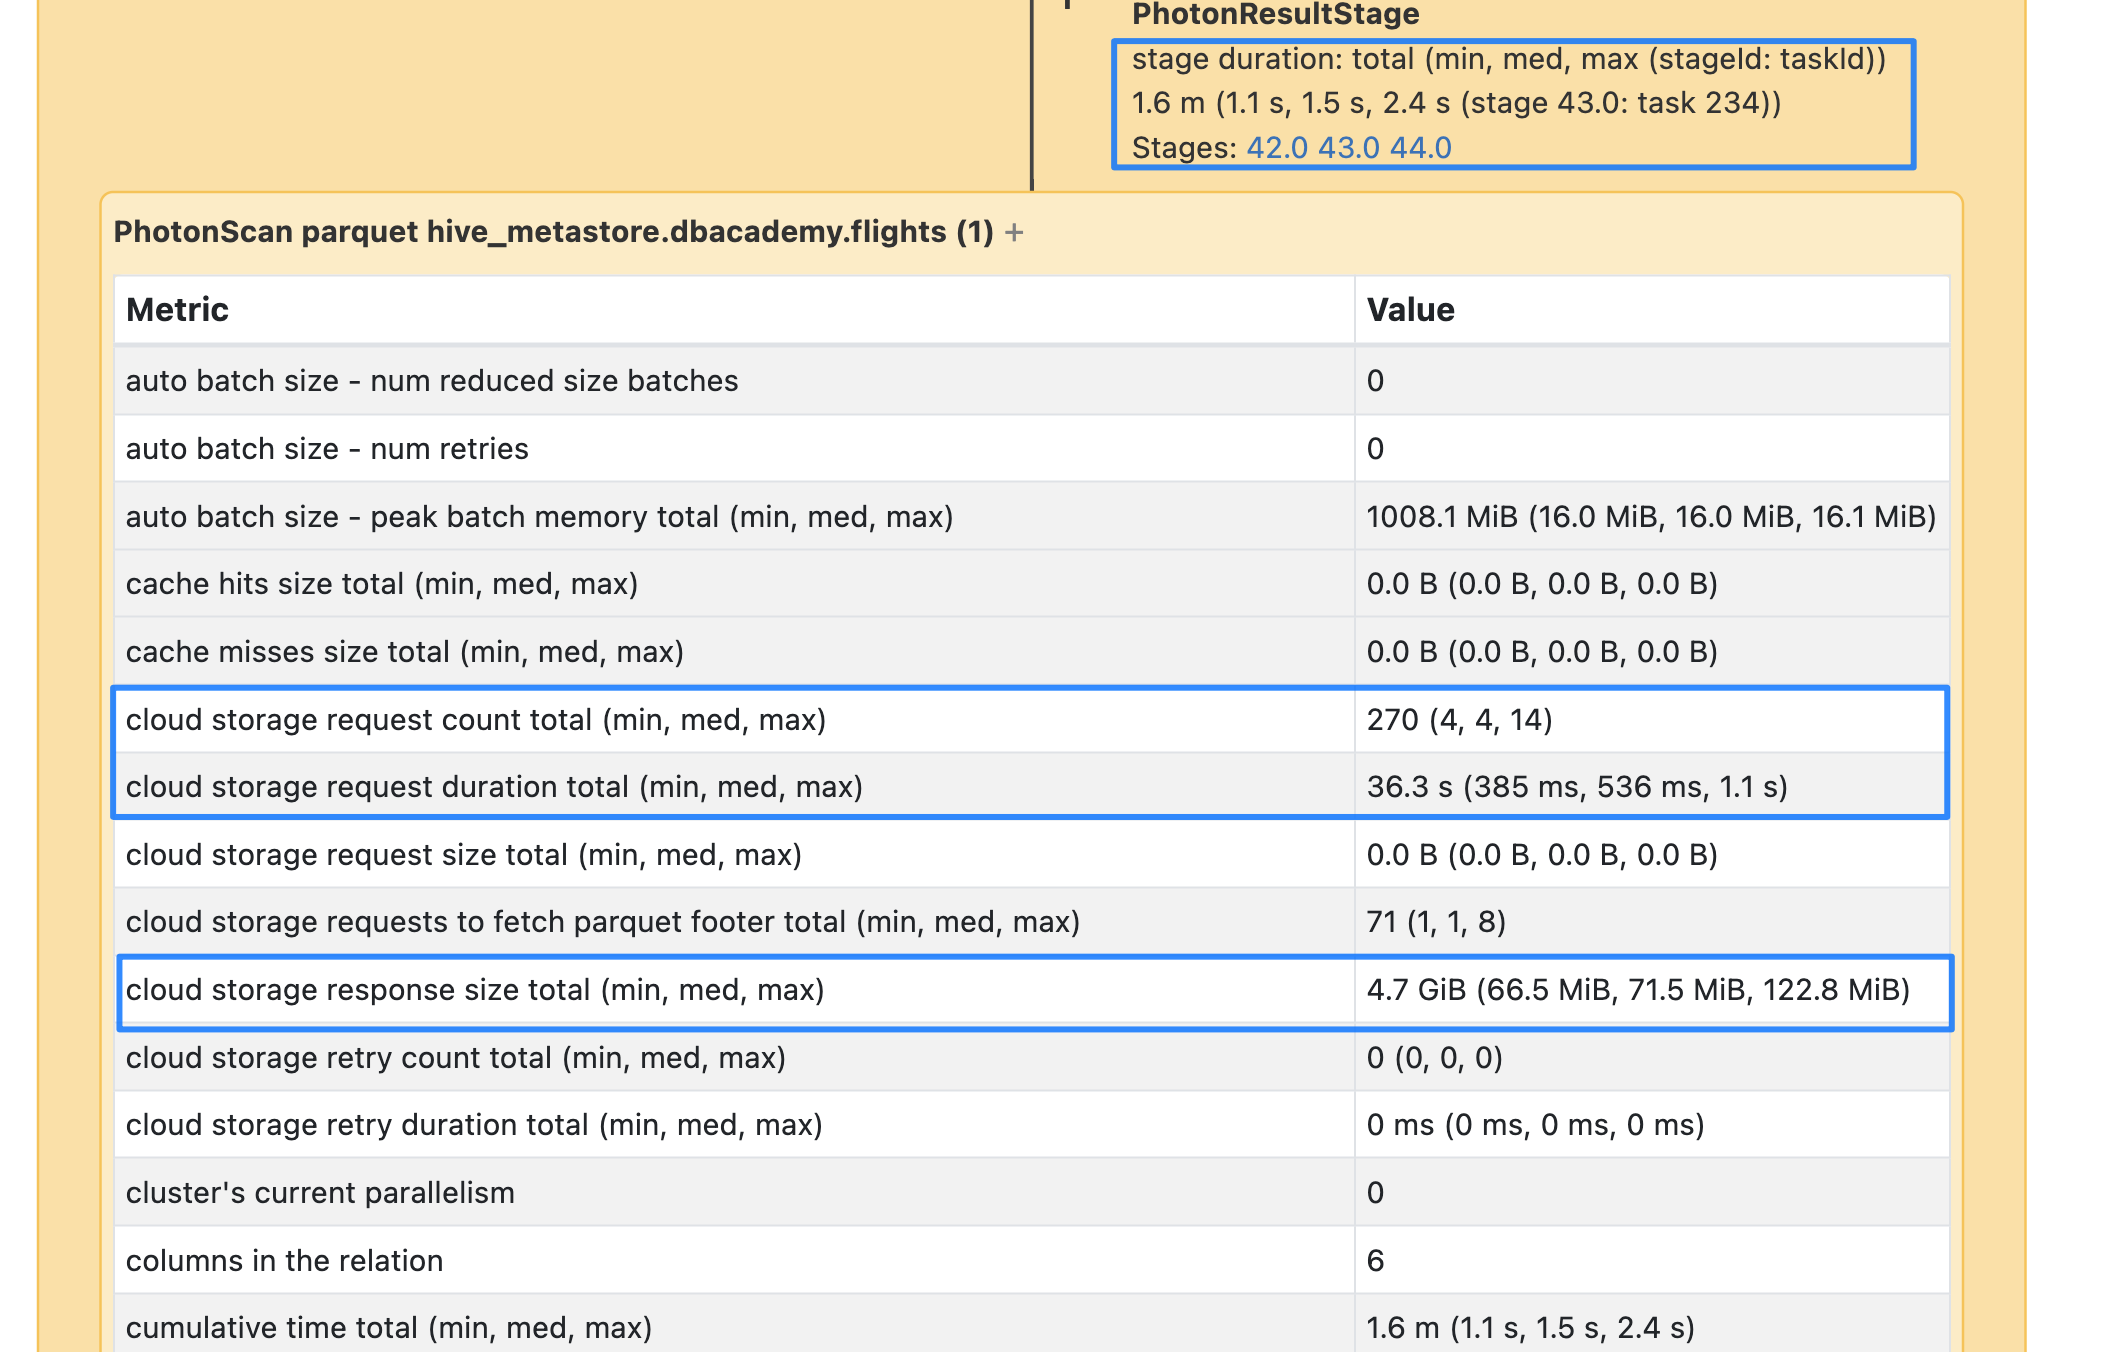 PhotonResultStage
stage duration: total (min, med, max (stageId: taskId))
1.6 m (1.1 s, 1.5 s, 2.4 s (stage 43.0: task 234))
Stages: 42.0 43.0 44.0
PhotonScan parquet hive_metastore.dbacademy.flights (1) +
Metric Value
auto batch size - num reduced size batches 0
auto batch size - num retries 0
auto batch size - peak batch memory total (min, med, max) 1008.1 MiB (16.0 MiB, 16.0 MiB, 16.1 MiB)
cache hits size total (min, med, max) 0.0 B (0.0 B, 0.0 B, 0.0 B)
cache misses size total (min, med, max) 0.0 B (0.0 B, 0.0 B, 0.0 B)
cloud storage request count total (min, med, max) 270 (4, 4, 14)
cloud storage request duration total (min, med, max) 36.3 s (385 ms, 536 ms, 1.1 s)
cloud storage request size total (min, med, max) 0.0 B (0.0 B, 0.0 B, 0.0 B)
cloud storage requests to fetch parquet footer total (min, med, max) 71 (1, 1, 8)
cloud storage response size total (min, med, max) 4.7 GiB (66.5 MiB, 71.5 MiB, 122.8 MiB)
cloud storage retry count total (min, med, max) 0 (0, 0, 0)
cloud storage retry duration total (min, med, max) 0 ms (0 ms, 0 ms, 0 ms)
cluster's current parallelism 0
columns in the relation 6
cumulative time total (min, med, max) 1.6 m (1.1 s, 1.5 s, 2.4 s)